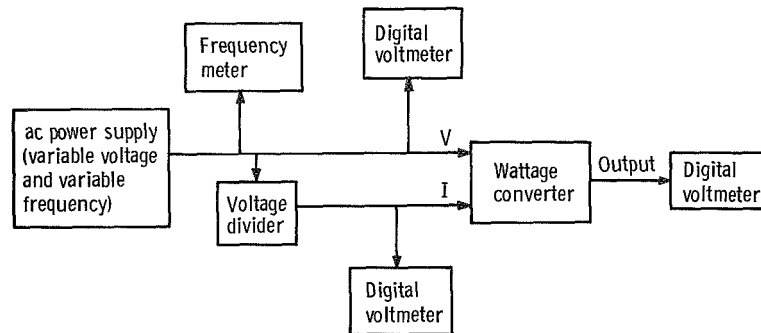 Frequency
meter
Digital
voltmeter
ac power supply
(variable voltage
and variable
frequency)
V
Wattage
converter
Output
Digital
voltmeter
Voltage
divider
I
Digital
voltmeter